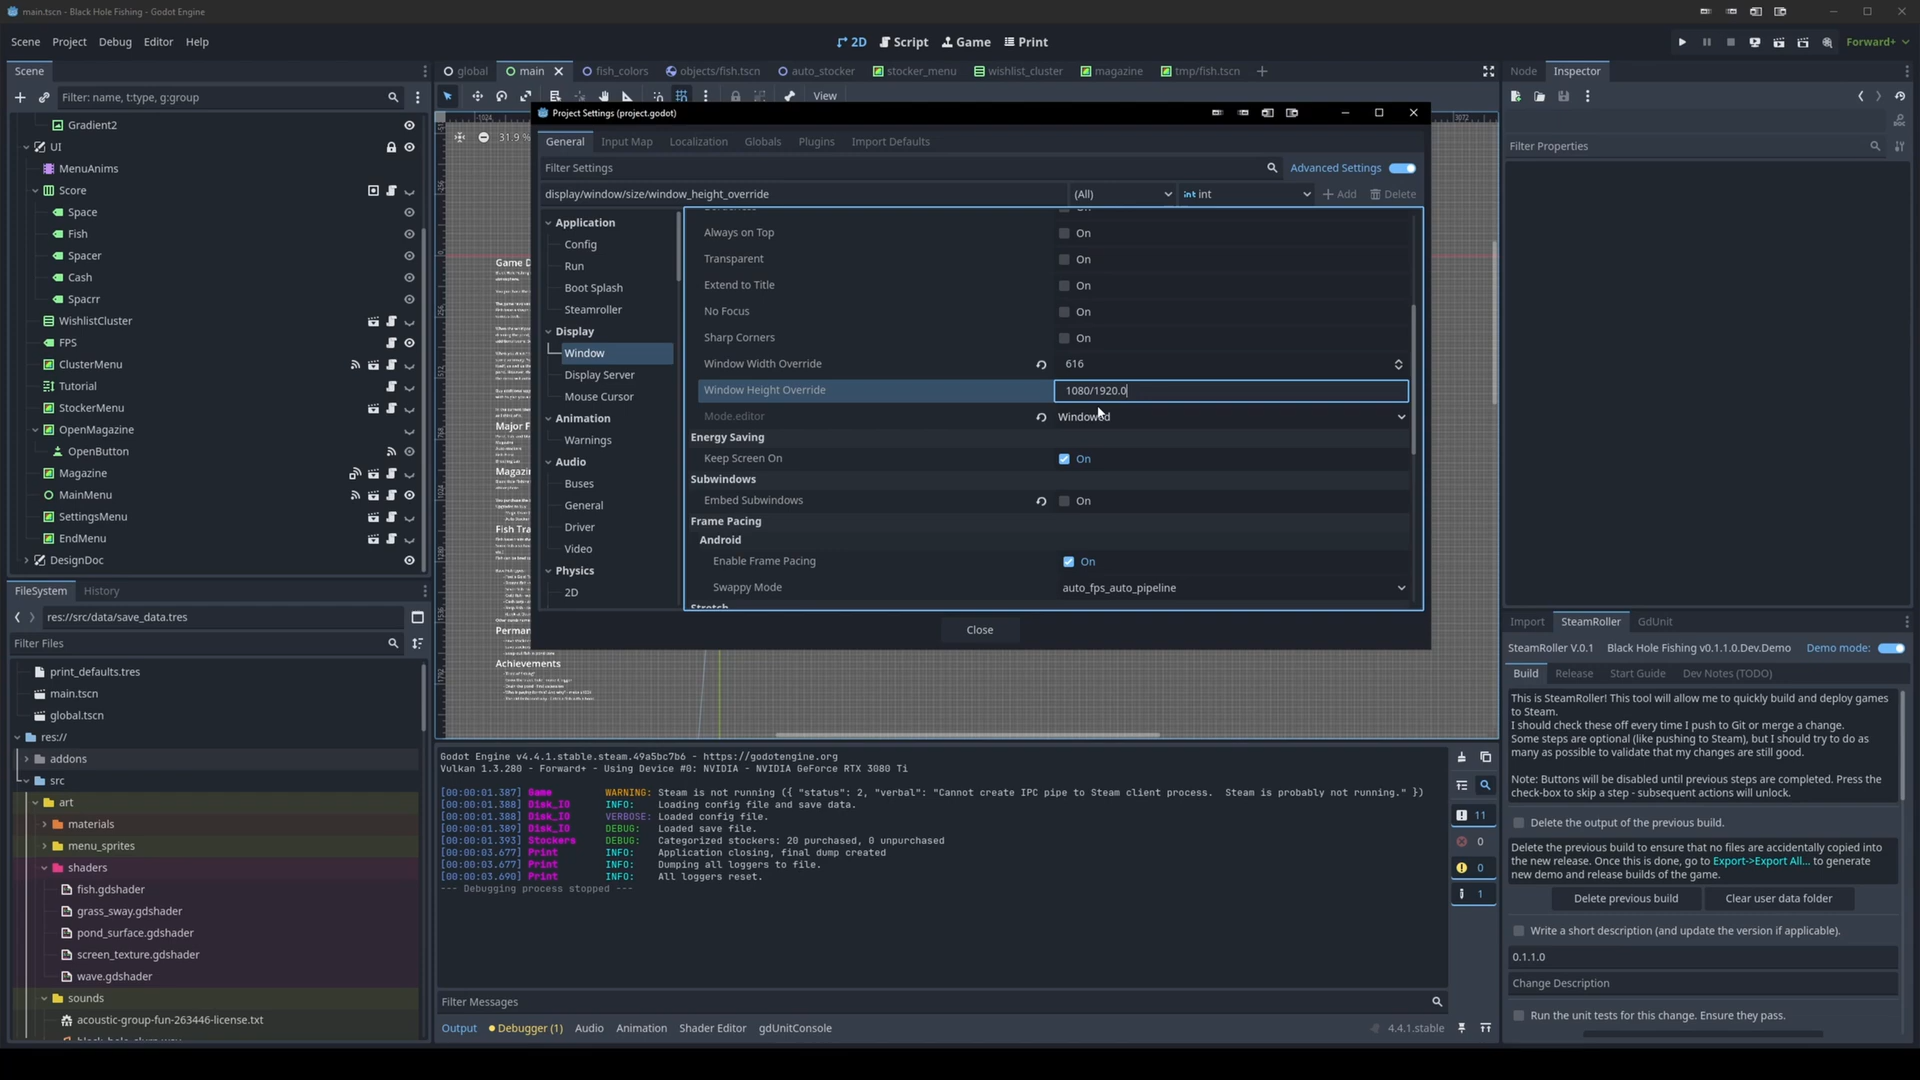 main.tscn - Black Hole Fishing - Godot Engine
Scene Project Debug Editor Help
2D Script Game Print
Forward+
Scene
Filter: name, t:type, g:group
Gradient2
UI
MenuAnims
Score
Space
Fish
Spacer
Cash
Spacrr
WishlistCluster
FPS
ClusterMenu
Tutorial
StockerMenu
OpenMagazine
OpenButton
Magazine
MainMenu
SettingsMenu
EndMenu
DesignDoc
FileSystem History
res://src/data/save_data.tres
Filter Files
print_defaults.tres
main.tscn
global.tscn
res://
addons
src
art
materials
menu_sprites
shaders
fish.gdshader
grass_sway.gdshader
pond_surface.gdshader
screen_texture.gdshader
wave.gdshader
sounds
acoustic-group-fun-263446-license.txt
global main fish_colors objects/fish.tscn auto_stocker stocker_menu wishlist_cluster magazine tmp/fish.tscn
View
31.9 %
Game D
Major F
Magazin
Fish Tra
Perman
Achievements
Project Settings (project.godot)
General Input Map Localization Globals Plugins Import Defaults
Filter Settings
Advanced Settings
display/window/size/window_height_override
(All)
int int
Add
Delete
Application
Config
Run
Boot Splash
Steamroller
Display
Window
Display Server
Mouse Cursor
Animation
Warnings
Audio
Buses
General
Driver
Video
Physics
2D
Always on Top On
Transparent On
Extend to Title On
No Focus On
Sharp Corners On
Window Width Override 616
Window Height Override 1080/1920.0
Mode.editor Windowed
Energy Saving
Keep Screen On On
Subwindows
Embed Subwindows On
Frame Pacing
Android
Enable Frame Pacing On
Swappy Mode auto_fps_auto_pipeline
Stretch
Close
Godot Engine v4.4.1.stable.steam.49a5bc7b6 - https://godotengine.org
Vulkan 1.3.280 - Forward+ - Using Device #0: NVIDIA - NVIDIA GeForce RTX 3080 Ti
[00:00:01.387] Game WARNING: Steam is not running ({ "status": 2, "verbal": "Cannot create IPC pipe to Steam client process.  Steam is probably not running." })
[00:00:01.388] Disk_IO INFO: Loading config file and save data.
[00:00:01.388] Disk_IO VERBOSE: Loaded config file.
[00:00:01.389] Disk_IO DEBUG: Loaded save file.
[00:00:01.393] Stockers DEBUG: Categorized stockers: 20 purchased, 0 unpurchased
[00:00:03.677] Print INFO: Application closing, final dump created
[00:00:03.677] Print INFO: Dumping all loggers to file.
[00:00:03.690] Print INFO: All loggers reset.
--- Debugging process stopped ---
11
0
0
1
Filter Messages
Output Debugger (1) Audio Animation Shader Editor gdUnitConsole
4.4.1.stable
Node Inspector
Filter Properties
Import SteamRoller GdUnit
SteamRoller V.0.1 Black Hole Fishing v0.1.1.0.Dev.Demo Demo mode:
Build Release Start Guide Dev Notes (TODO)
This is SteamRoller! This tool will allow me to quickly build and deploy games
to Steam.
I should check these off every time I push to Git or merge a change.
Some steps are optional (like pushing to Steam), but I should try to do as
many as possible to validate that my changes are still good.
Note: Buttons will be disabled until previous steps are completed. Press the
check-box to skip a step - subsequent actions will unlock.
Delete the output of the previous build.
Delete the previous build to ensure that no files are accidentally copied into
the new release. Once this is done, go to Export->Export All... to generate
new demo and release builds of the game.
Delete previous build Clear user data folder
Write a short description (and update the version if applicable).
0.1.1.0
Change Description
Run the unit tests for this change. Ensure they pass.